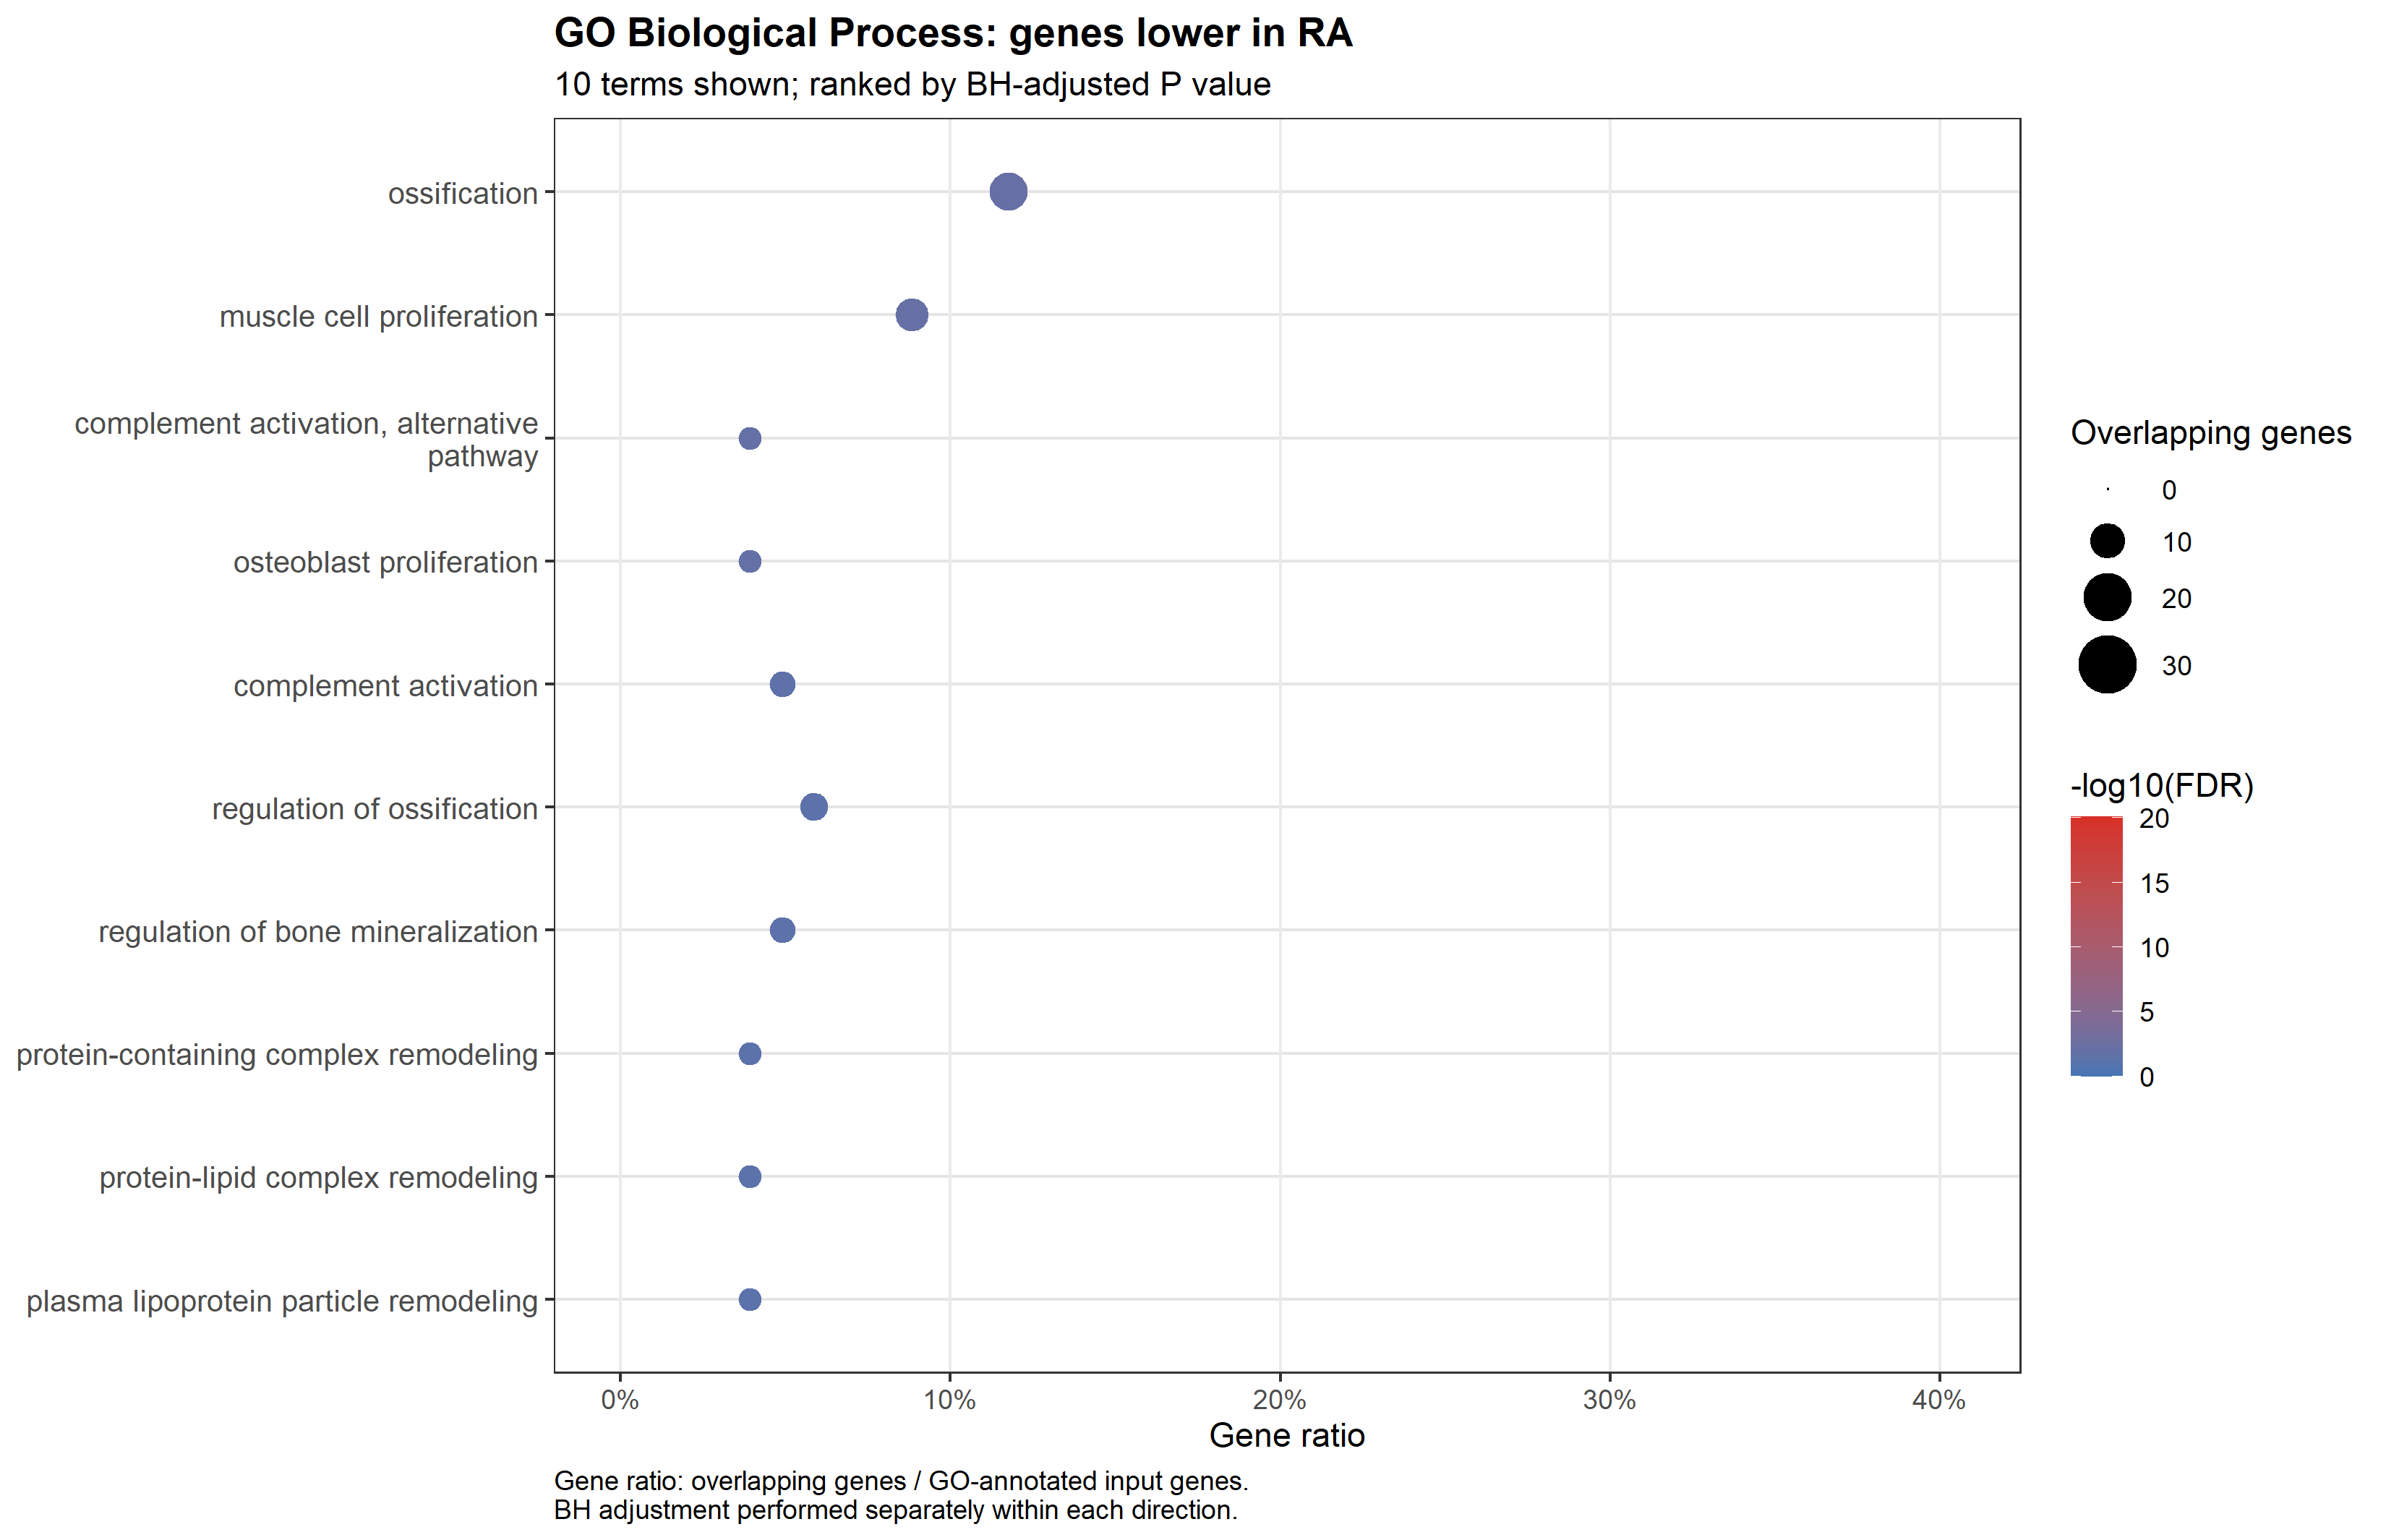 GO Biological Process: genes lower in RA
10 terms shown; ranked by BH-adjusted P value
ossification
muscle cell proliferation
complement activation, alternative
pathway
osteoblast proliferation
complement activation
regulation of ossification
regulation of bone mineralization
protein-containing complex remodeling
protein-lipid complex remodeling
plasma lipoprotein particle remodeling
0%
10%
20%
30%
40%
Gene ratio
Gene ratio: overlapping genes / GO-annotated input genes.
BH adjustment performed separately within each direction.
Overlapping genes
0
10
20
30
-log10(FDR)
20
15
10
5
0